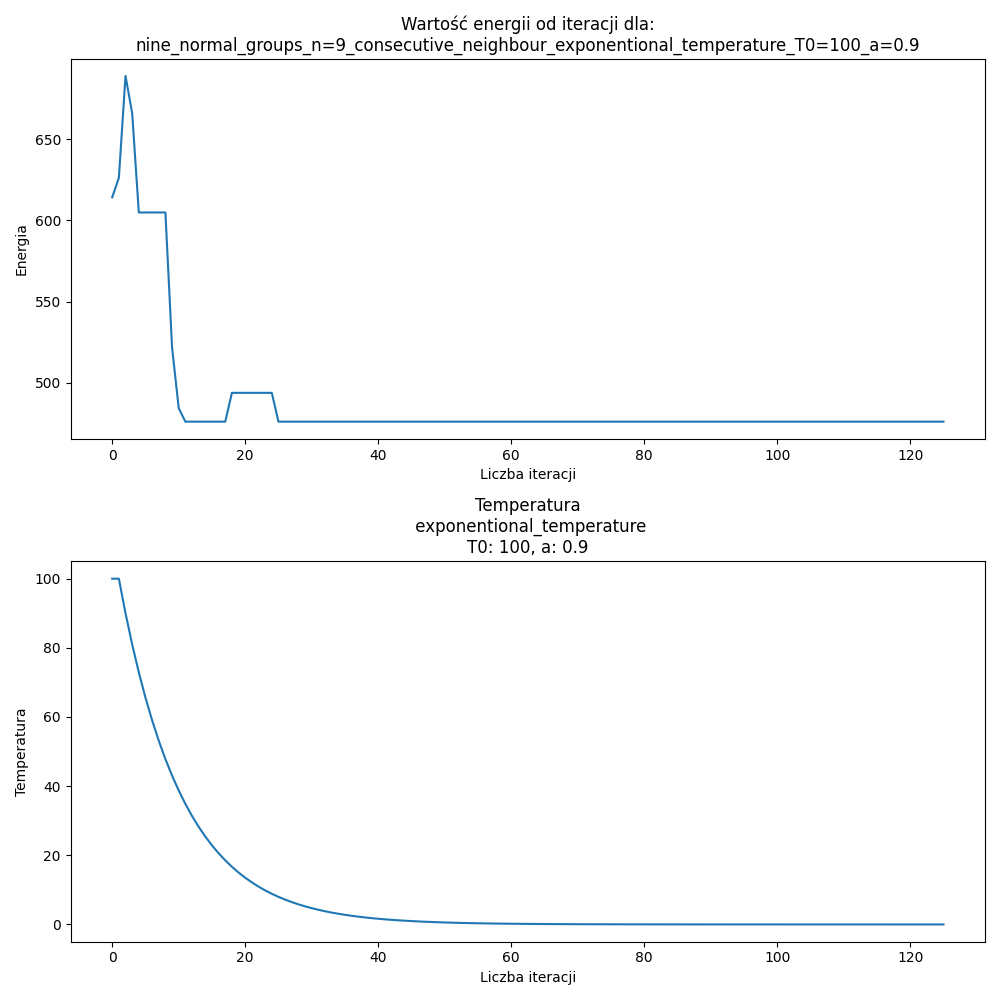 Wartość energii od iteracji dla:
nine_normal_groups_n=9_consecutive_neighbour_exponentional_temperature_T0=100_a=0.9
650
600
550
500
Energia
0 20 40 60 80 100 120
Liczba iteracji
Temperatura
exponentional_temperature
T0: 100, a: 0.9
100
80
60
40
20
0
Temperatura
0 20 40 60 80 100 120
Liczba iteracji